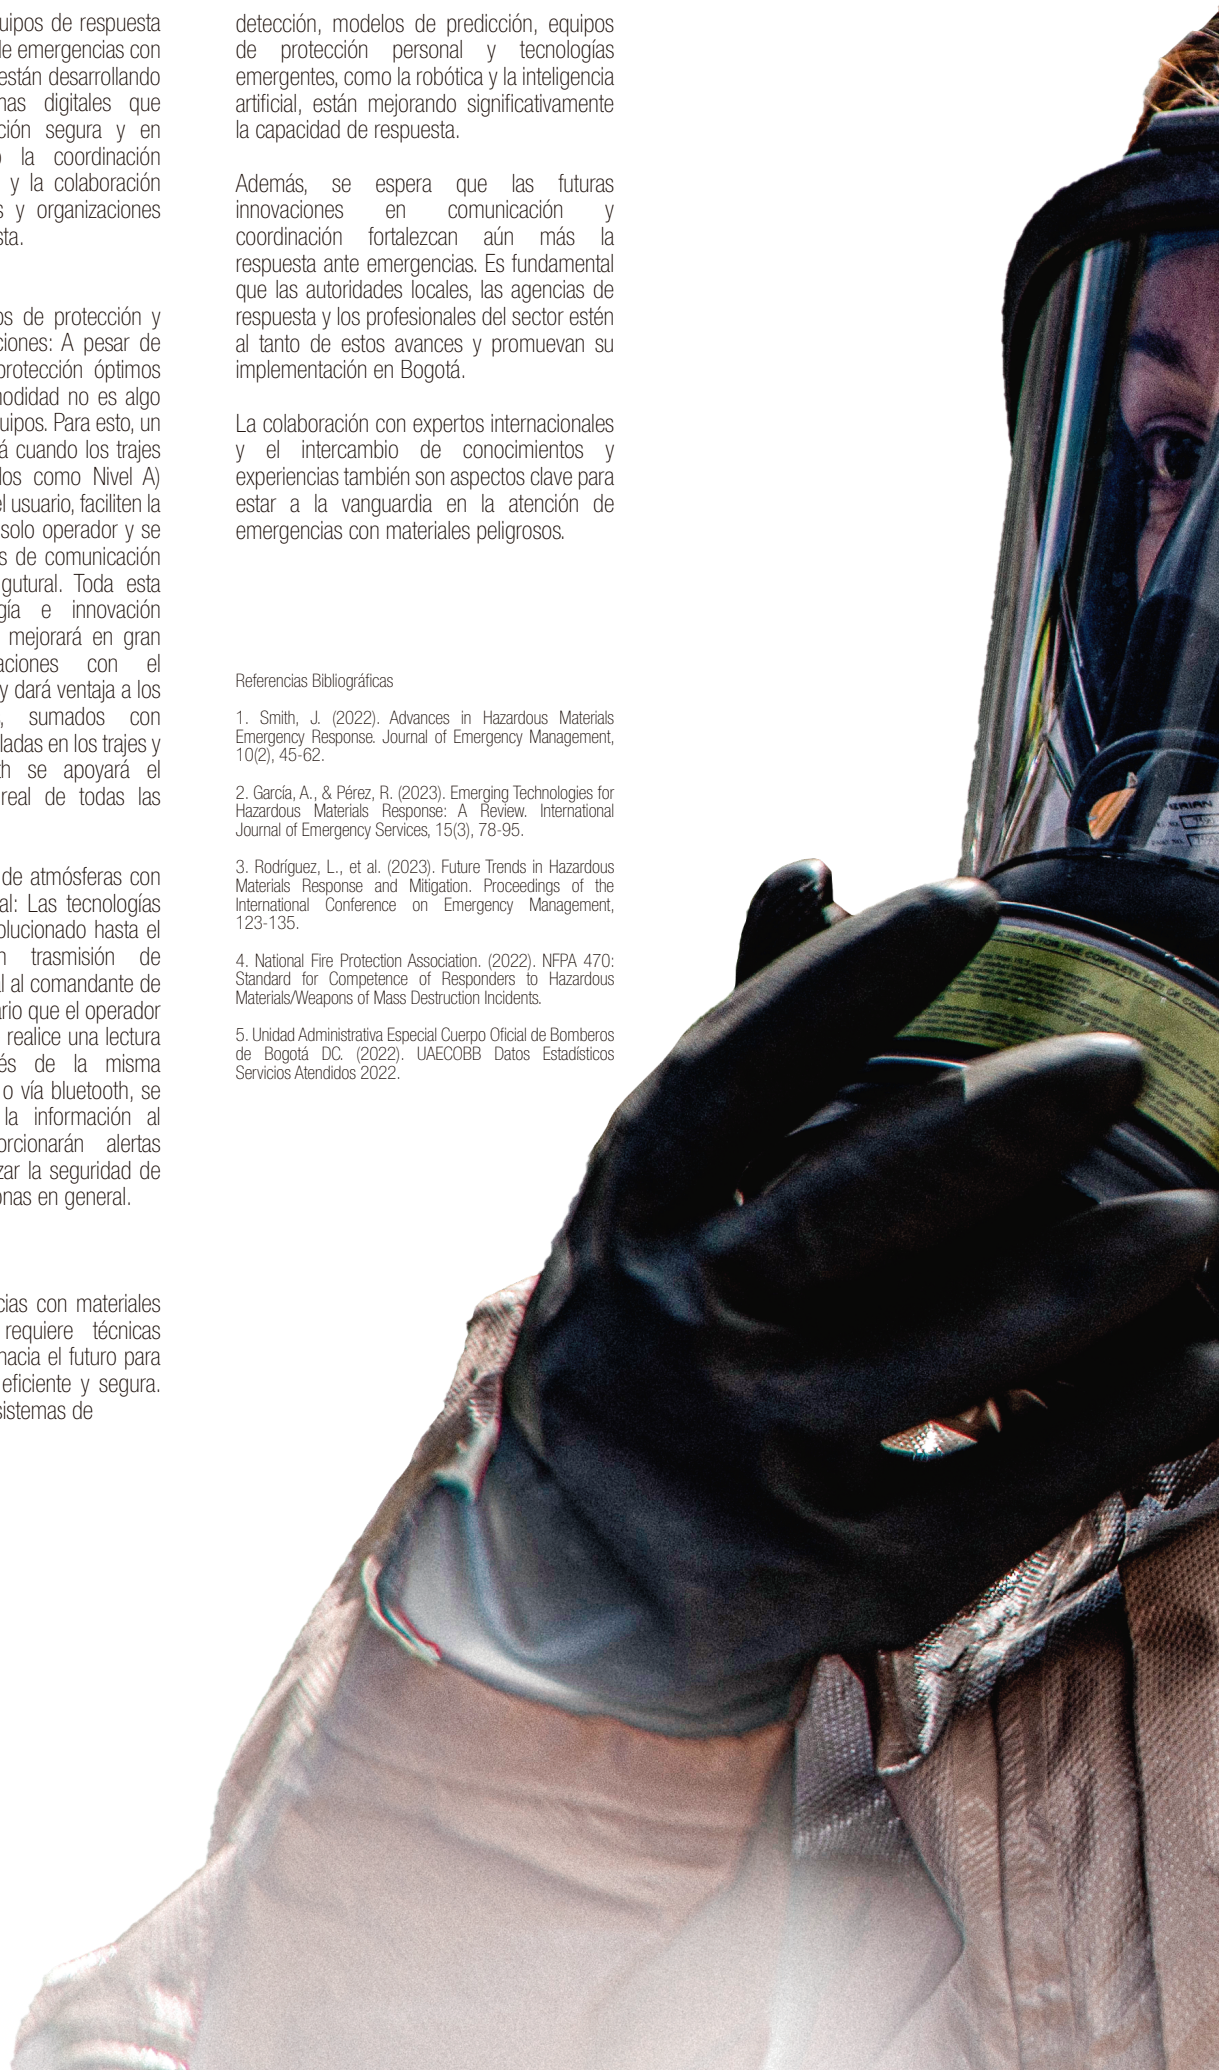 uipos de respuesta
de emergencias con
están desarrollando
mas digitales que
ción segura y en
la coordinación
y la colaboración
s y organizaciones
sta.
os de protección y
ciones: A pesar de
protección óptimos
modidad no es algo
uipos. Para esto, un
á cuando los trajes
dos como Nivel A)
el usuario, faciliten la
solo operador y se
s de comunicación
gutural. Toda esta
gía e innovación
mejorará en gran
aciones con el
y dará ventaja a los
, sumados con
ladas en los trajes y
th se apoyará el
real de todas las
de atmósferas con
al: Las tecnologías
olucionado hasta el
n trasmisión de
al al comandante de
ario que el operador
realice una lectura
és de la misma
o vía bluetooth, se
la información al
orcionarán alertas
zar la seguridad de
onas en general.
cias con materiales
requiere técnicas
hacia el futuro para
eficiente y segura.
sistemas de
detección, modelos de predicción, equipos
de protección personal y tecnologías
emergentes, como la robótica y la inteligencia
artificial, están mejorando significativamente
la capacidad de respuesta.
Además, se espera que las futuras
innovaciones en comunicación y
coordinación fortalezcan aún más la
respuesta ante emergencias. Es fundamental
que las autoridades locales, las agencias de
respuesta y los profesionales del sector estén
al tanto de estos avances y promuevan su
implementación en Bogotá.
La colaboración con expertos internacionales
y el intercambio de conocimientos y
experiencias también son aspectos clave para
estar a la vanguardia en la atención de
emergencias con materiales peligrosos.
Referencias Bibliográficas
1. Smith, J. (2022). Advances in Hazardous Materials
Emergency Response. Journal of Emergency Management,
10(2), 45-62.
2. García, A., & Pérez, R. (2023). Emerging Technologies for
Hazardous Materials Response: A Review. International
Journal of Emergency Services, 15(3), 78-95.
3. Rodríguez, L., et al. (2023). Future Trends in Hazardous
Materials Response and Mitigation. Proceedings of the
International Conference on Emergency Management,
123-135.
4. National Fire Protection Association. (2022). NFPA 470:
Standard for Competence of Responders to Hazardous
Materials/Weapons of Mass Destruction Incidents.
5. Unidad Administrativa Especial Cuerpo Oficial de Bomberos
de Bogotá DC. (2022). UAECOBB Datos Estadísticos
Servicios Atendidos 2022.
FOR THE COMPLETE LIST OF